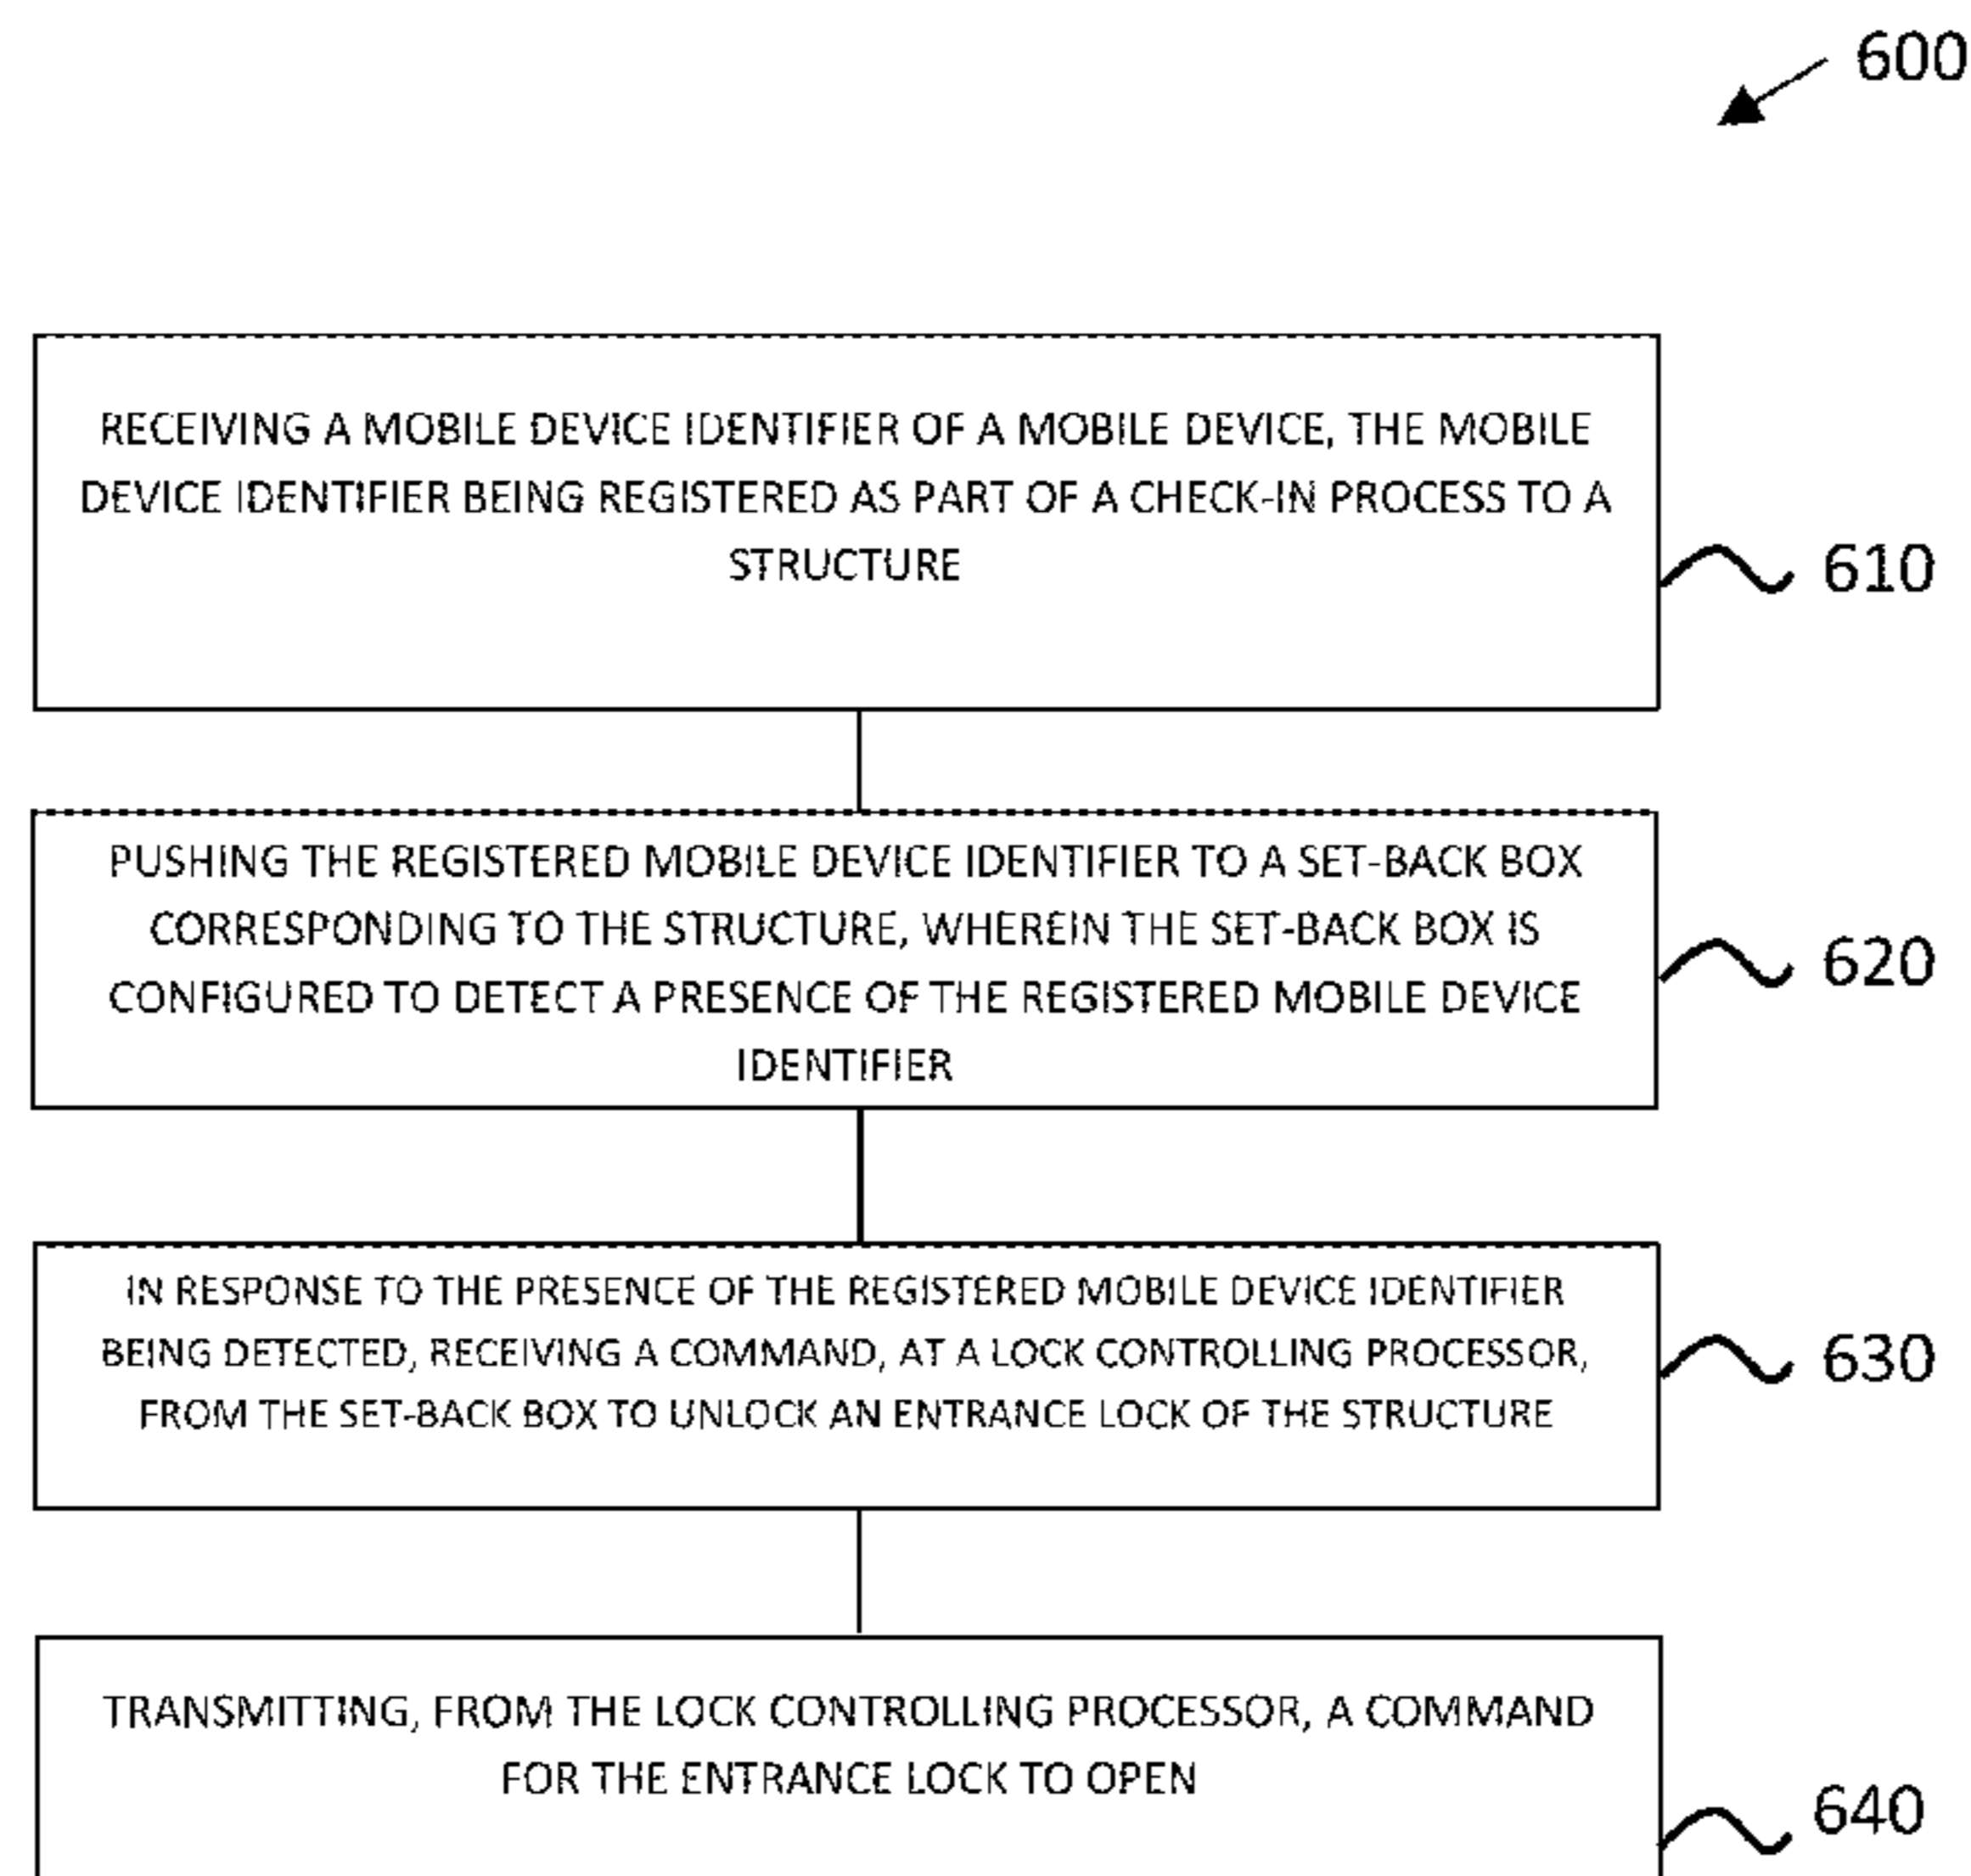 600
RECEIVING A MOBILE DEVICE IDENTIFIER OF A MOBILE DEVICE, THE MOBILE
DEVICE IDENTIFIER BEING REGISTERED AS PART OF A CHECK-IN PROCESS TO A
STRUCTURE
610
PUSHING THE REGISTERED MOBILE DEVICE IDENTIFIER TO A SET-BACK BOX
CORRESPONDING TO THE STRUCTURE, WHEREIN THE SET-BACK BOX IS
CONFIGURED TO DETECT A PRESENCE OF THE REGISTERED MOBILE DEVICE
IDENTIFIER
620
IN RESPONSE TO THE PRESENCE OF THE REGISTERED MOBILE DEVICE IDENTIFIER
BEING DETECTED, RECEIVING A COMMAND, AT A LOCK CONTROLLING PROCESSOR,
FROM THE SET-BACK BOX TO UNLOCK AN ENTRANCE LOCK OF THE STRUCTURE
630
TRANSMITTING, FROM THE LOCK CONTROLLING PROCESSOR, A COMMAND
FOR THE ENTRANCE LOCK TO OPEN
640